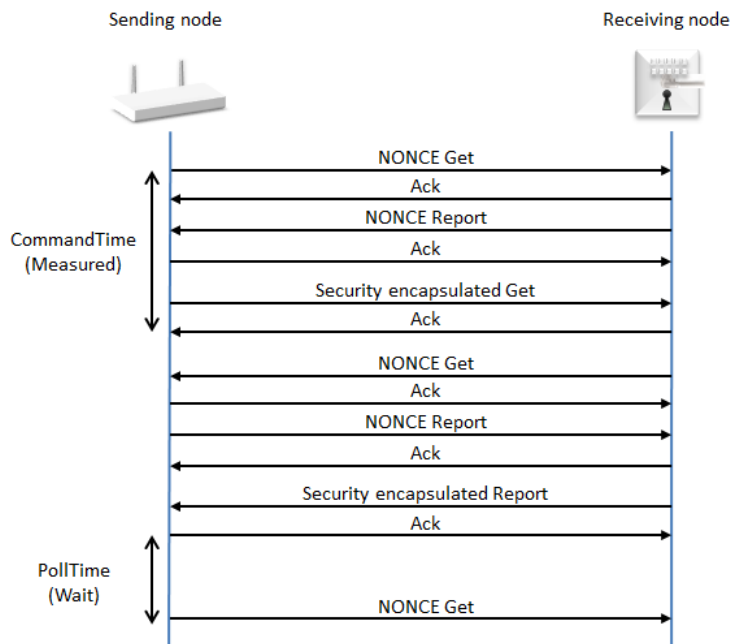 Sending node
Receiving node
NONCE Get
Ack
NONCE Report
CommandTime
(Measured)
Ack
Security encapsulated Get
Ack
NONCE Get
Ack
NONCE Report
Ack
Security encapsulated Report
Ack
PollTime
(Wait)
NONCE Get